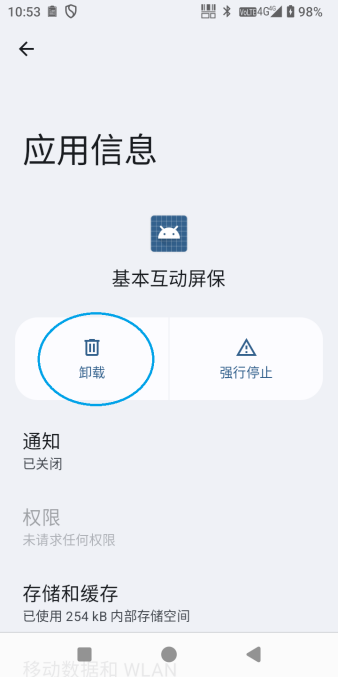 10:53 VoLTE 4G 4G 98%
应用信息
基本互动屏保
卸载 强行停止
通知
已关闭
权限
未请求任何权限
存储和缓存
已使用 254 kB 内部存储空间
移动数据和 WLAN